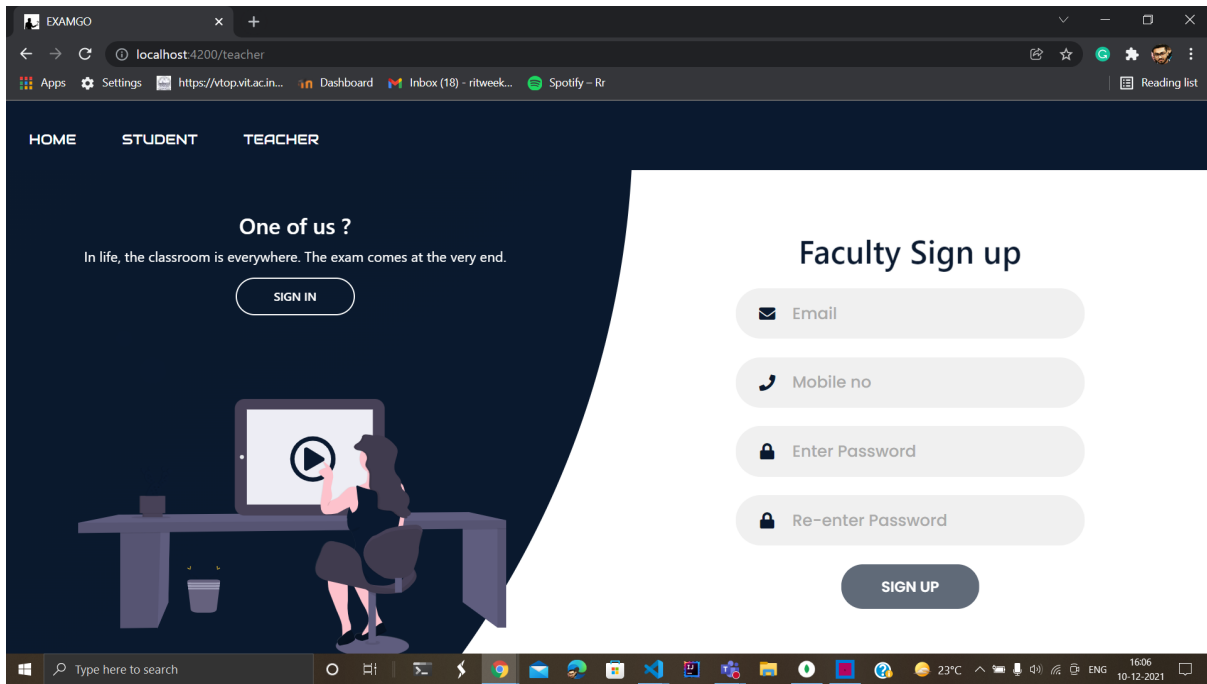 EXAMGO
localhost:4200/teacher
Apps Settings https://vtop.vit.ac.in... Dashboard Inbox (18) - ritweek... Spotify – Rr Reading list
HOME STUDENT TEACHER
One of us ?
In life, the classroom is everywhere. The exam comes at the very end.
SIGN IN
Faculty Sign up
Email
Mobile no
Enter Password
Re-enter Password
SIGN UP
Type here to search
23°C ENG 16:06
10-12-2021